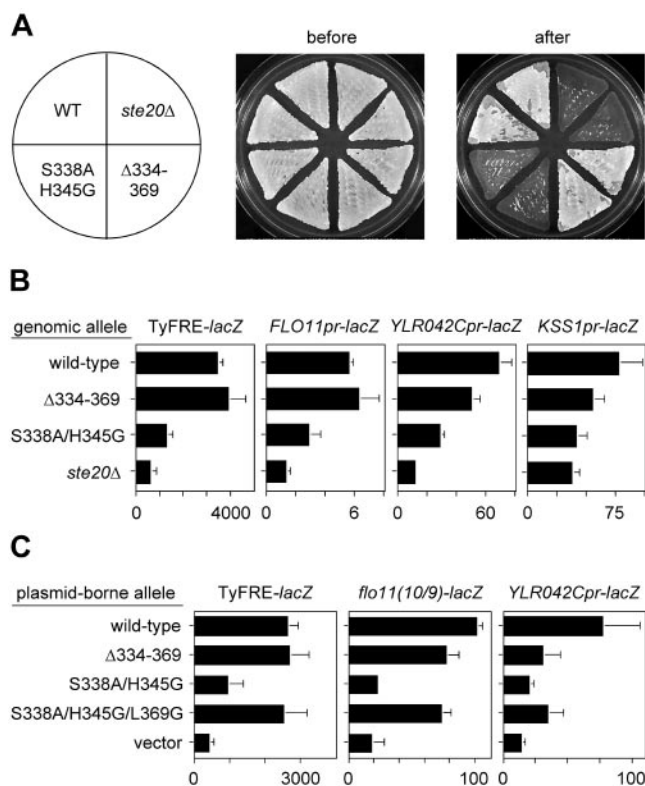 A
before
after
WT
ste20Δ
S338A
H345G
Δ334-
369
B
genomic allele
TyFRE-lacZ
FLO11pr-lacZ
YLR042Cpr-lacZ
KSS1pr-lacZ
wild-type
Δ334-369
S338A/H345G
ste20Δ
0 4000
0 6
0 60
0 75
C
plasmid-borne allele
TyFRE-lacZ
flo11(10/9)-lacZ
YLR042Cpr-lacZ
wild-type
Δ334-369
S338A/H345G
S338A/H345G/L369G
vector
0 3000
0 100
0 100